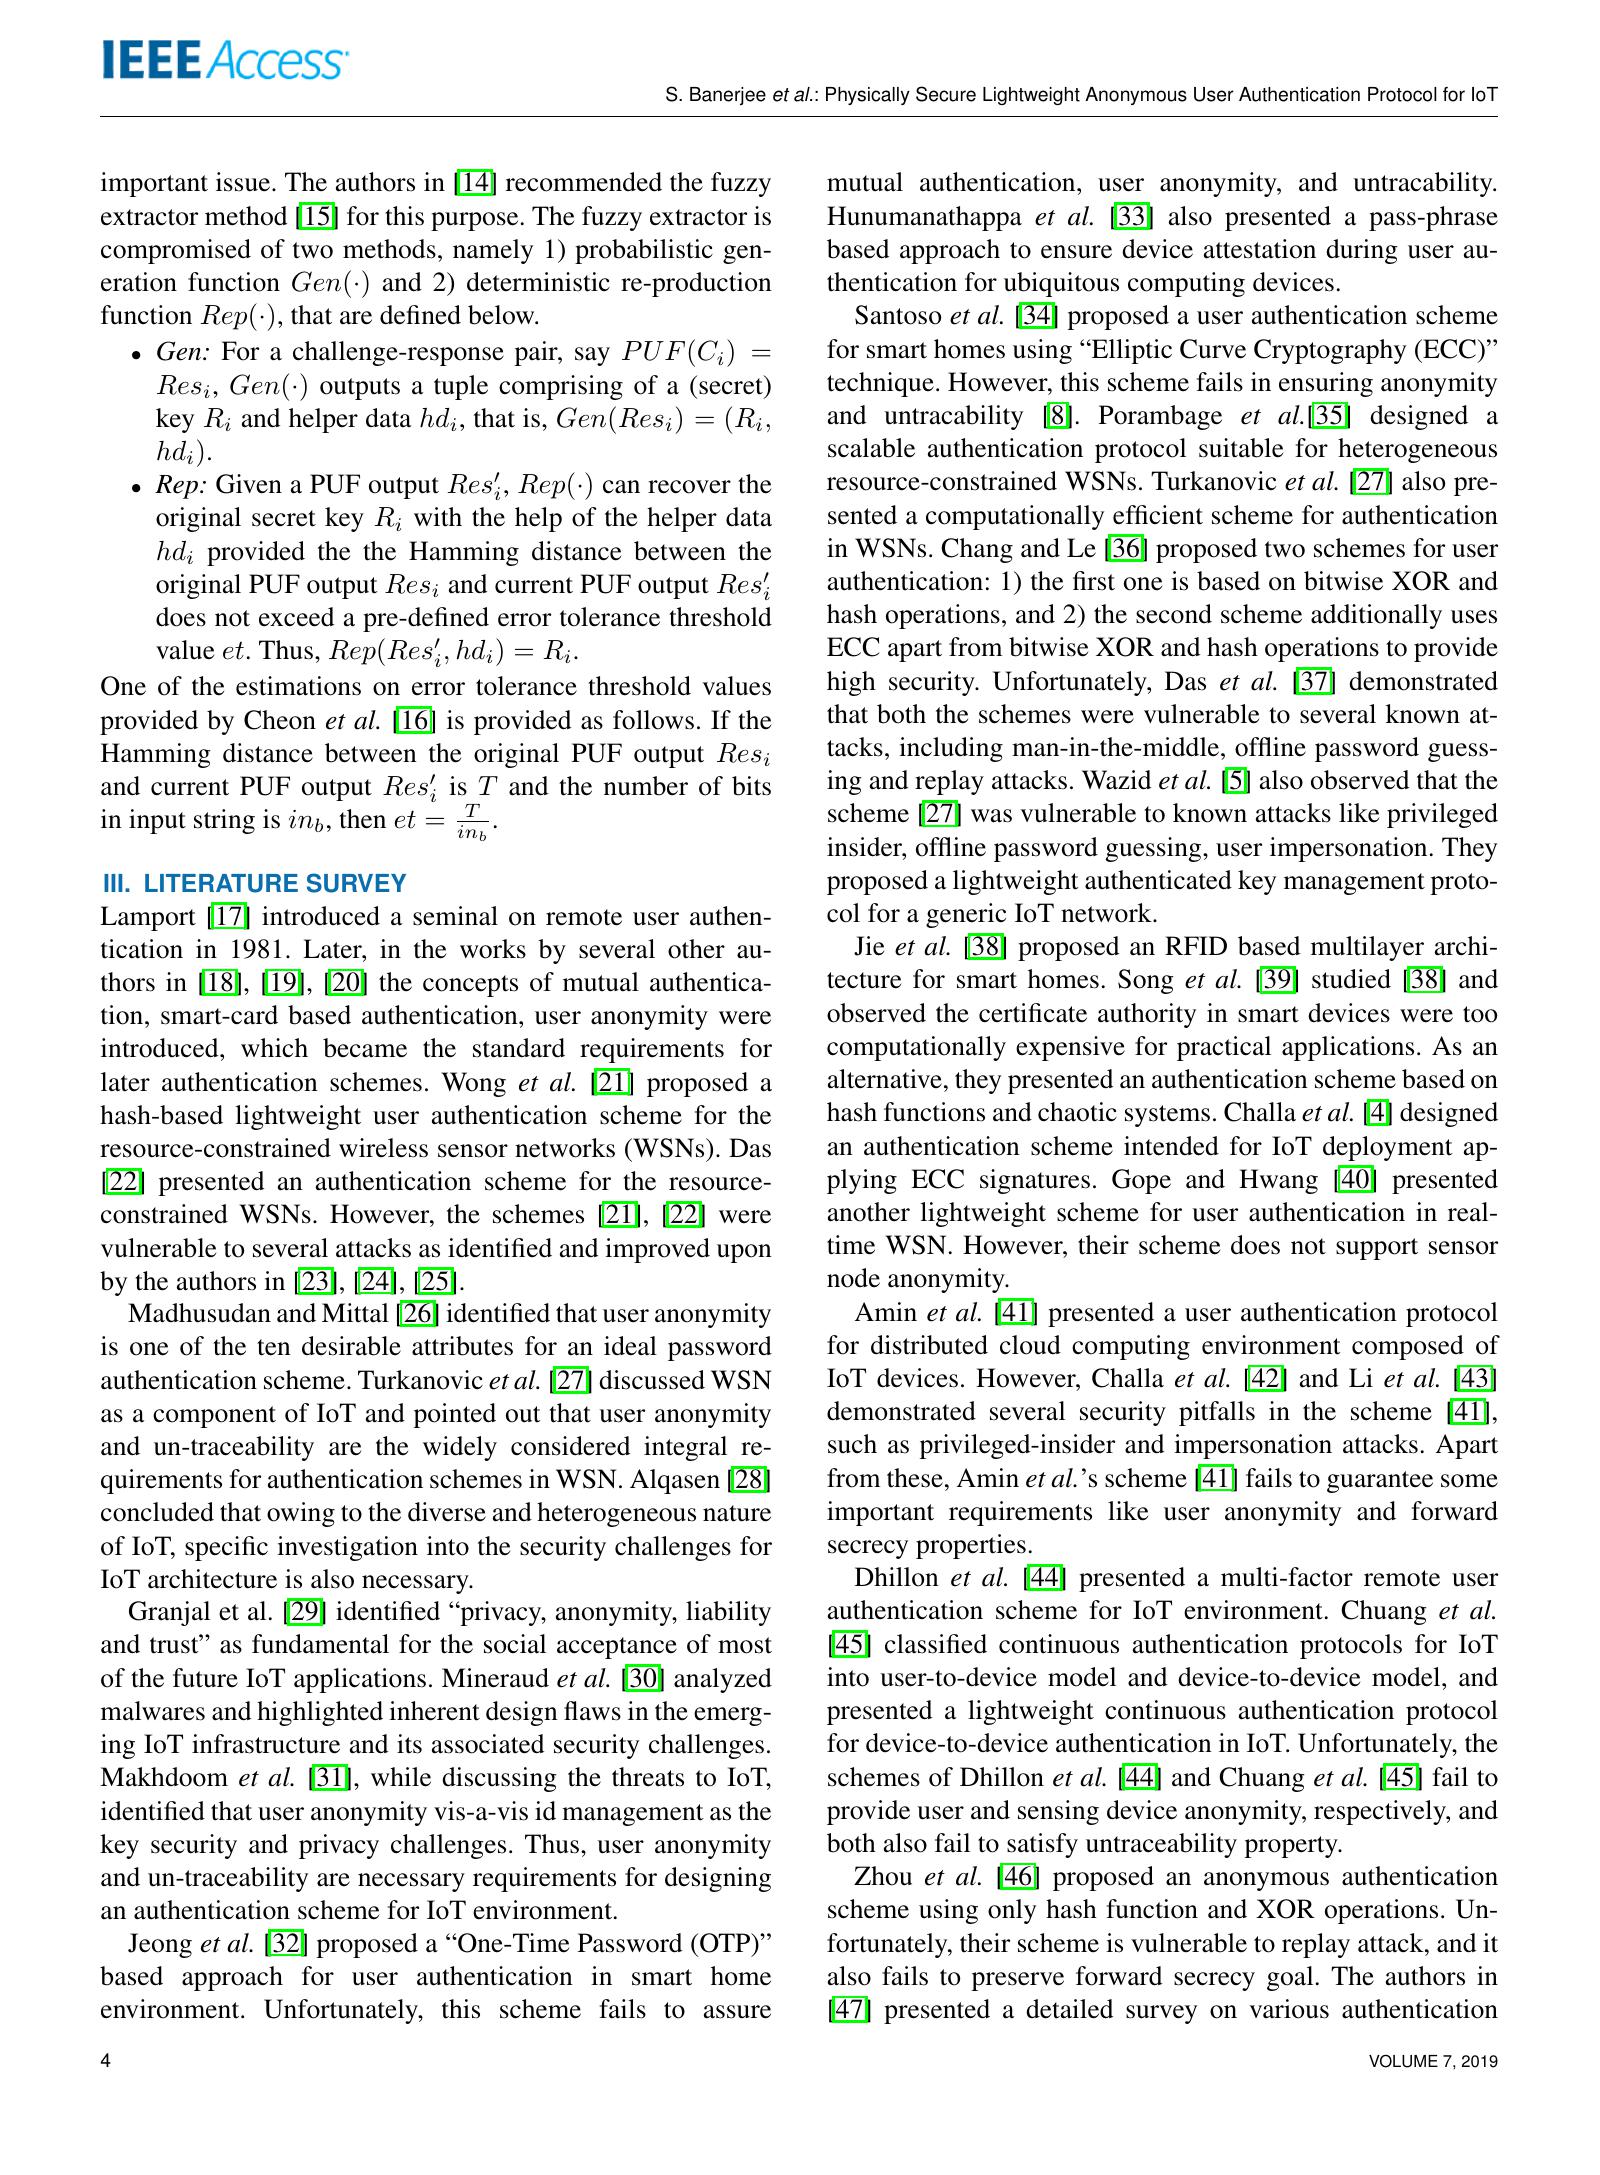 IEEE Access
S. Banerjee et al.: Physically Secure Lightweight Anonymous User Authentication Protocol for IoT
important issue. The authors in [14] recommended the fuzzy
extractor method [15] for this purpose. The fuzzy extractor is
compromised of two methods, namely 1) probabilistic gen-
eration function Gen(·) and 2) deterministic re-production
function Rep(·), that are defined below.
• Gen: For a challenge-response pair, say PUF(C_i) =
Res_i, Gen(·) outputs a tuple comprising of a (secret)
key R_i and helper data hd_i, that is, Gen(Res_i) = (R_i,
hd_i).
• Rep: Given a PUF output Res′_i, Rep(·) can recover the
original secret key R_i with the help of the helper data
hd_i provided the the Hamming distance between the
original PUF output Res_i and current PUF output Res′_i
does not exceed a pre-defined error tolerance threshold
value et. Thus, Rep(Res′_i, hd_i) = R_i.
One of the estimations on error tolerance threshold values
provided by Cheon et al. [16] is provided as follows. If the
Hamming distance between the original PUF output Res_i
and current PUF output Res′_i is T and the number of bits
in input string is in_b, then et = T/in_b.
III. LITERATURE SURVEY
Lamport [17] introduced a seminal on remote user authen-
tication in 1981. Later, in the works by several other au-
thors in [18], [19], [20] the concepts of mutual authentica-
tion, smart-card based authentication, user anonymity were
introduced, which became the standard requirements for
later authentication schemes. Wong et al. [21] proposed a
hash-based lightweight user authentication scheme for the
resource-constrained wireless sensor networks (WSNs). Das
[22] presented an authentication scheme for the resource-
constrained WSNs. However, the schemes [21], [22] were
vulnerable to several attacks as identified and improved upon
by the authors in [23], [24], [25].
Madhusudan and Mittal [26] identified that user anonymity
is one of the ten desirable attributes for an ideal password
authentication scheme. Turkanovic et al. [27] discussed WSN
as a component of IoT and pointed out that user anonymity
and un-traceability are the widely considered integral re-
quirements for authentication schemes in WSN. Alqasen [28]
concluded that owing to the diverse and heterogeneous nature
of IoT, specific investigation into the security challenges for
IoT architecture is also necessary.
Granjal et al. [29] identified “privacy, anonymity, liability
and trust” as fundamental for the social acceptance of most
of the future IoT applications. Mineraud et al. [30] analyzed
malwares and highlighted inherent design flaws in the emerg-
ing IoT infrastructure and its associated security challenges.
Makhdoom et al. [31], while discussing the threats to IoT,
identified that user anonymity vis-a-vis id management as the
key security and privacy challenges. Thus, user anonymity
and un-traceability are necessary requirements for designing
an authentication scheme for IoT environment.
Jeong et al. [32] proposed a “One-Time Password (OTP)”
based approach for user authentication in smart home
environment. Unfortunately, this scheme fails to assure
mutual authentication, user anonymity, and untracability.
Hunumanathappa et al. [33] also presented a pass-phrase
based approach to ensure device attestation during user au-
thentication for ubiquitous computing devices.
Santoso et al. [34] proposed a user authentication scheme
for smart homes using “Elliptic Curve Cryptography (ECC)”
technique. However, this scheme fails in ensuring anonymity
and untracability [8]. Porambage et al.[35] designed a
scalable authentication protocol suitable for heterogeneous
resource-constrained WSNs. Turkanovic et al. [27] also pre-
sented a computationally efficient scheme for authentication
in WSNs. Chang and Le [36] proposed two schemes for user
authentication: 1) the first one is based on bitwise XOR and
hash operations, and 2) the second scheme additionally uses
ECC apart from bitwise XOR and hash operations to provide
high security. Unfortunately, Das et al. [37] demonstrated
that both the schemes were vulnerable to several known at-
tacks, including man-in-the-middle, offline password guess-
ing and replay attacks. Wazid et al. [5] also observed that the
scheme [27] was vulnerable to known attacks like privileged
insider, offline password guessing, user impersonation. They
proposed a lightweight authenticated key management proto-
col for a generic IoT network.
Jie et al. [38] proposed an RFID based multilayer archi-
tecture for smart homes. Song et al. [39] studied [38] and
observed the certificate authority in smart devices were too
computationally expensive for practical applications. As an
alternative, they presented an authentication scheme based on
hash functions and chaotic systems. Challa et al. [4] designed
an authentication scheme intended for IoT deployment ap-
plying ECC signatures. Gope and Hwang [40] presented
another lightweight scheme for user authentication in real-
time WSN. However, their scheme does not support sensor
node anonymity.
Amin et al. [41] presented a user authentication protocol
for distributed cloud computing environment composed of
IoT devices. However, Challa et al. [42] and Li et al. [43]
demonstrated several security pitfalls in the scheme [41],
such as privileged-insider and impersonation attacks. Apart
from these, Amin et al.’s scheme [41] fails to guarantee some
important requirements like user anonymity and forward
secrecy properties.
Dhillon et al. [44] presented a multi-factor remote user
authentication scheme for IoT environment. Chuang et al.
[45] classified continuous authentication protocols for IoT
into user-to-device model and device-to-device model, and
presented a lightweight continuous authentication protocol
for device-to-device authentication in IoT. Unfortunately, the
schemes of Dhillon et al. [44] and Chuang et al. [45] fail to
provide user and sensing device anonymity, respectively, and
both also fail to satisfy untraceability property.
Zhou et al. [46] proposed an anonymous authentication
scheme using only hash function and XOR operations. Un-
fortunately, their scheme is vulnerable to replay attack, and it
also fails to preserve forward secrecy goal. The authors in
[47] presented a detailed survey on various authentication
4
VOLUME 7, 2019